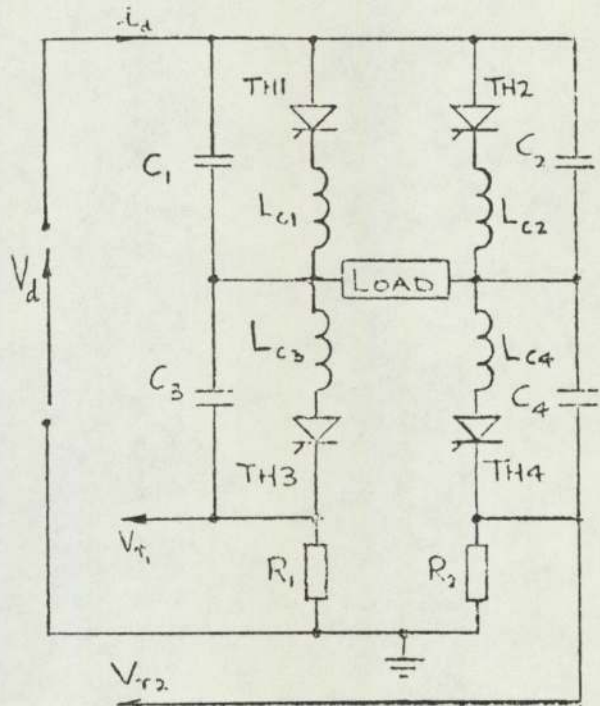 i_d
TH1
TH2
C_1
C_2
L_C1
L_C2
V_d
LOAD
L_C3
L_C4
C_3
C_4
TH3
TH4
V_r1
R_1
R_2
V_r2